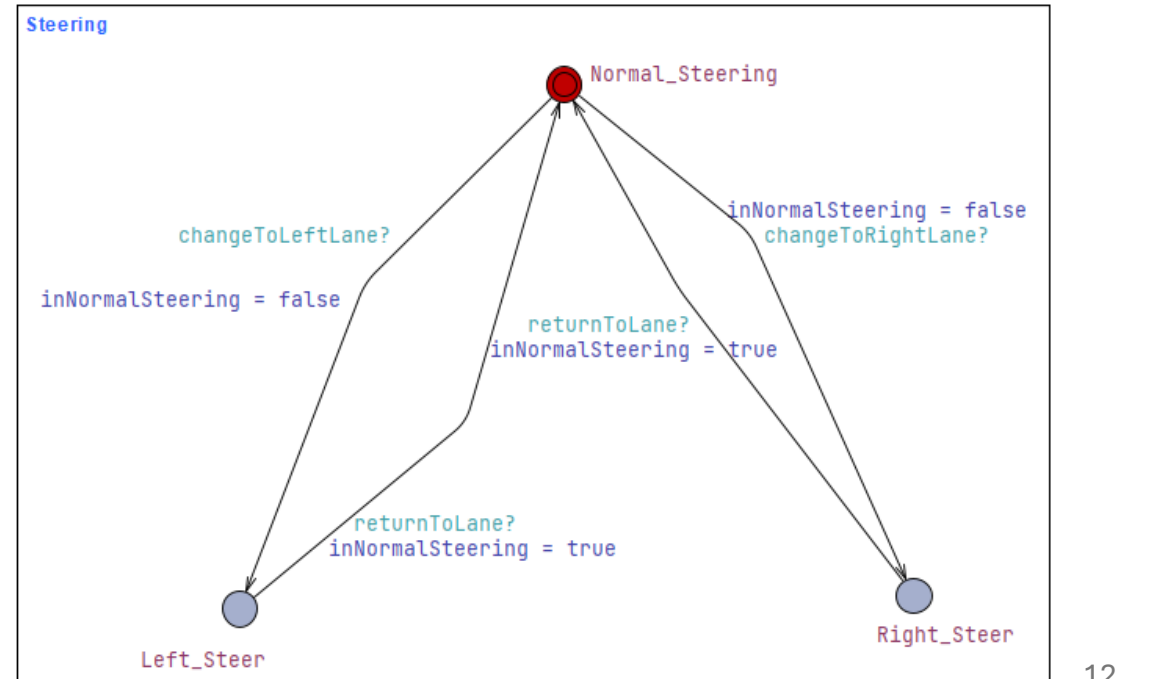 Steering
Normal_Steering
inNormalSteering = false
changeToLeftLane?
changeToRightLane?
inNormalSteering = false
returnToLane?
inNormalSteering = true
returnToLane?
inNormalSteering = true
Right_Steer
Left_Steer
12